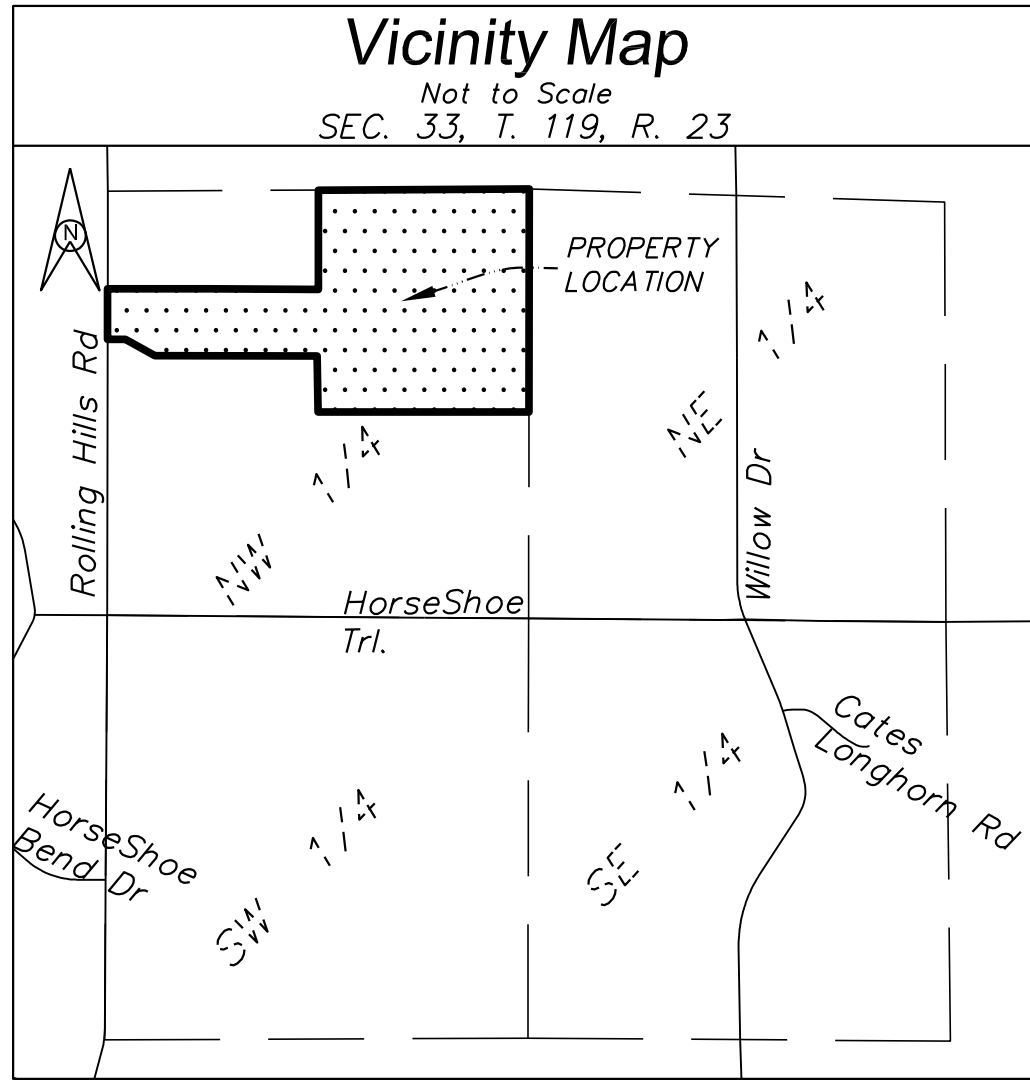 Vicinity Map
Not to Scale
SEC. 33, T. 119, R. 23
N
PROPERTY
LOCATION
Rolling Hills Rd
NW 1/4
NE 1/4
Willow Dr
HorseShoe
Trl.
Cates
Longhorn Rd
HorseShoe
Bend Dr
SW 1/4
SE 1/4